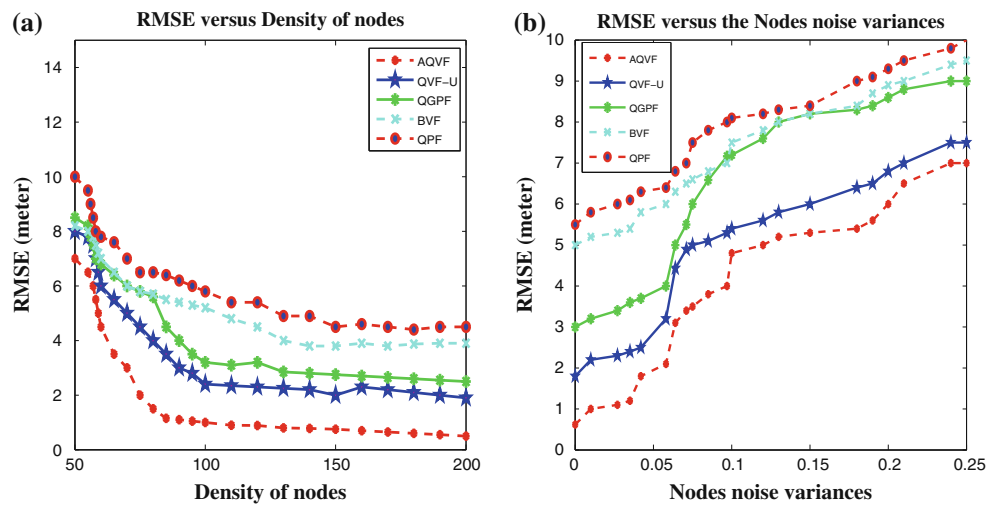 (a)
RMSE versus Density of nodes
14
12
10
8
6
4
2
0
RMSE (meter)
AQVF
QVF-U
QGPF
BVF
QPF
50
100
150
200
Density of nodes
(b)
RMSE versus the Nodes noise variances
10
9
8
7
6
5
4
3
2
1
0
RMSE (meter)
AQVF
QVF-U
QGPF
BVF
QPF
0
0.05
0.1
0.15
0.2
0.25
Nodes noise variances